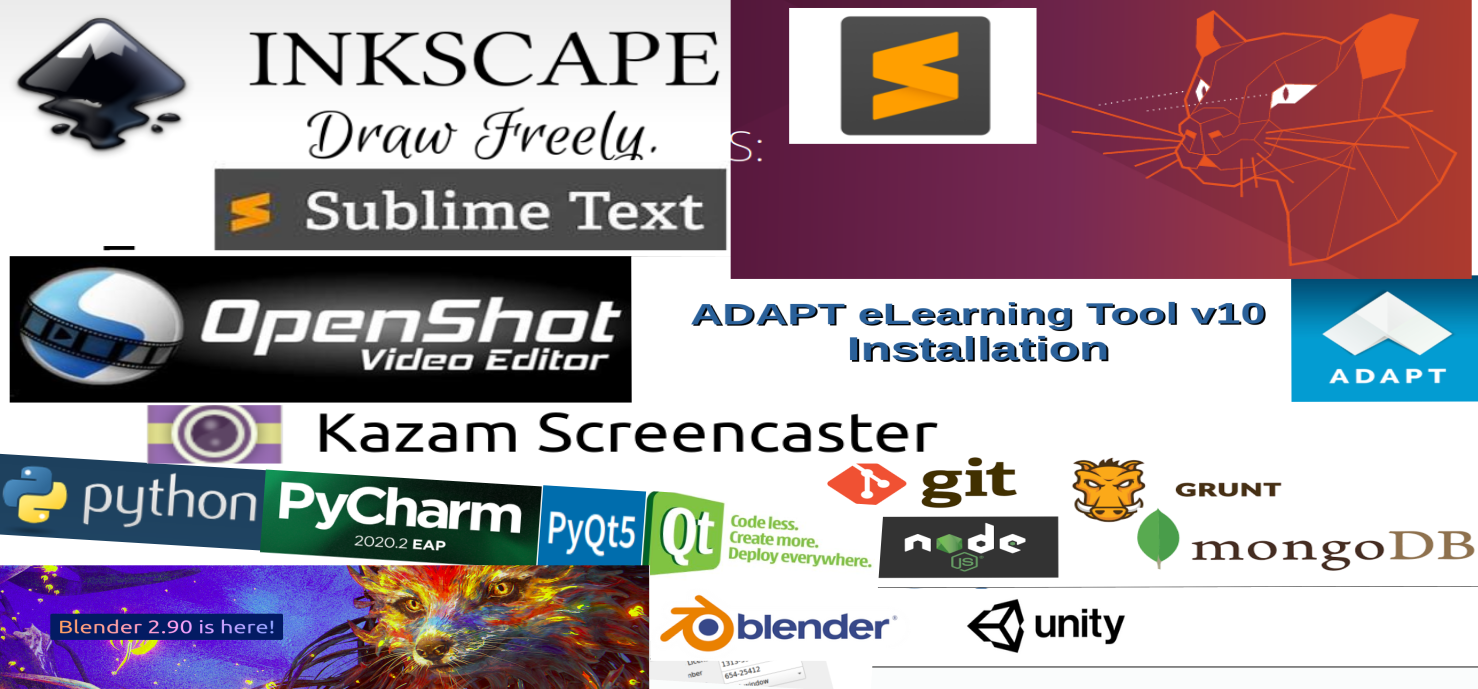 INKSCAPE
Draw Freely.
S:
Sublime Text
OpenShot
Video Editor
ADAPT eLearning Tool v10
Installation
ADAPT
Kazam Screencaster
python
PyCharm
2020.2 EAP
PyQt5
Qt
Code less.
Create more.
Deploy everywhere.
git
GRUNT
node
JS
mongoDB
Blender 2.90 is here!
blender
unity
654-25412